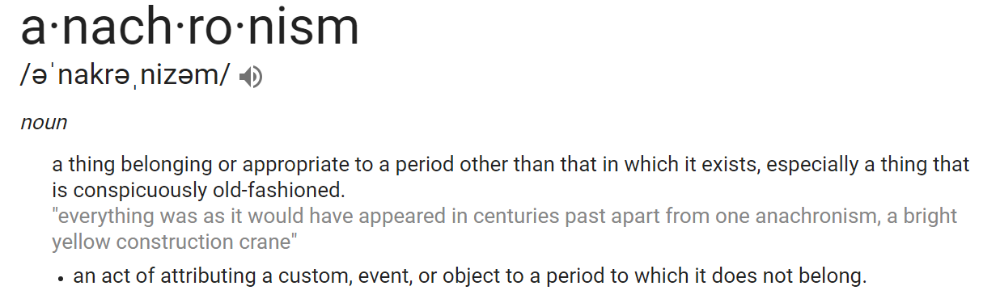 a·nach·ro·nism
/əˈnakrəˌnizəm/
noun
a thing belonging or appropriate to a period other than that in which it exists, especially a thing that
is conspicuously old-fashioned.
"everything was as it would have appeared in centuries past apart from one anachronism, a bright
yellow construction crane"
• an act of attributing a custom, event, or object to a period to which it does not belong.